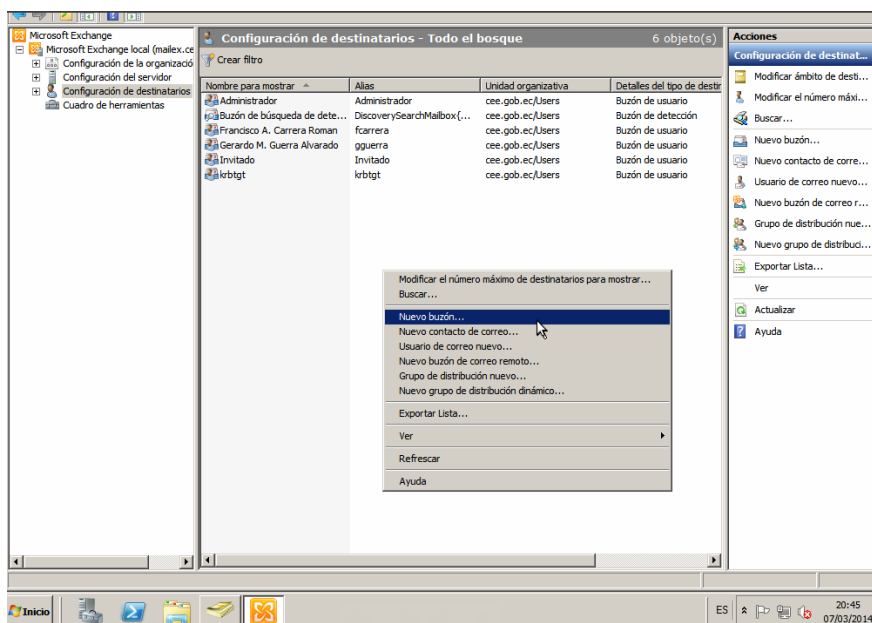 Microsoft Exchange
Microsoft Exchange local (mailex.ce
Configuración de la organizació
Configuración del servidor
Configuración de destinatarios
Cuadro de herramientas
Configuración de destinatarios - Todo el bosque 6 objeto(s)
Crear filtro
Nombre para mostrar Alias Unidad organizativa Detalles del tipo de destir
Administrador Administrador cee.gob.ec/Users Buzón de usuario
Buzón de búsqueda de dete... DiscoverySearchMailbox{... cee.gob.ec/Users Buzón de detección
Francisco A. Carrera Roman fcarrera cee.gob.ec/Users Buzón de usuario
Gerardo M. Guerra Alvarado gguerra cee.gob.ec/Users Buzón de usuario
Invitado Invitado cee.gob.ec/Users Buzón de usuario
krbtgt krbtgt cee.gob.ec/Users Buzón de usuario
Modificar el número máximo de destinatarios para mostrar...
Buscar...
Nuevo buzón...
Nuevo contacto de correo...
Usuario de correo nuevo...
Nuevo buzón de correo remoto...
Grupo de distribución nuevo...
Nuevo grupo de distribución dinámico...
Exportar Lista...
Ver
Refrescar
Ayuda
Acciones
Configuración de destinat...
Modificar ámbito de desti...
Modificar el número máxi...
Buscar...
Nuevo buzón...
Nuevo contacto de corre...
Usuario de correo nuevo...
Nuevo buzón de correo r...
Grupo de distribución nue...
Nuevo grupo de distribuci...
Exportar Lista...
Ver
Actualizar
Ayuda
Inicio
ES
20:45
07/03/2014